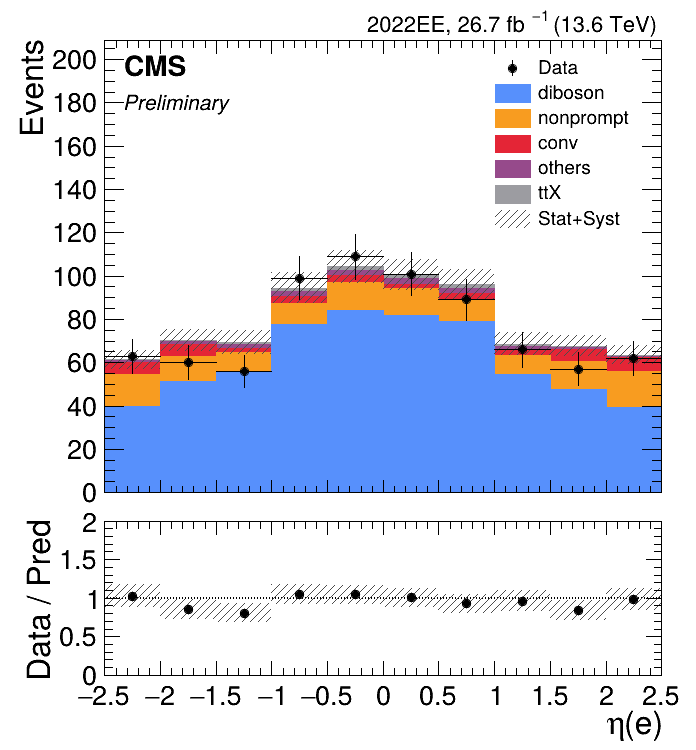 2022EE, 26.7 fb⁻¹ (13.6 TeV)
Events
200
180
160
140
120
100
80
60
40
20
0
CMS
Preliminary
Data
diboson
nonprompt
conv
others
ttX
Stat+Syst
Data / Pred
2
1.5
1
0.5
0
−2.5 −2 −1.5 −1 −0.5 0 0.5 1 1.5 2 2.5
η(e)